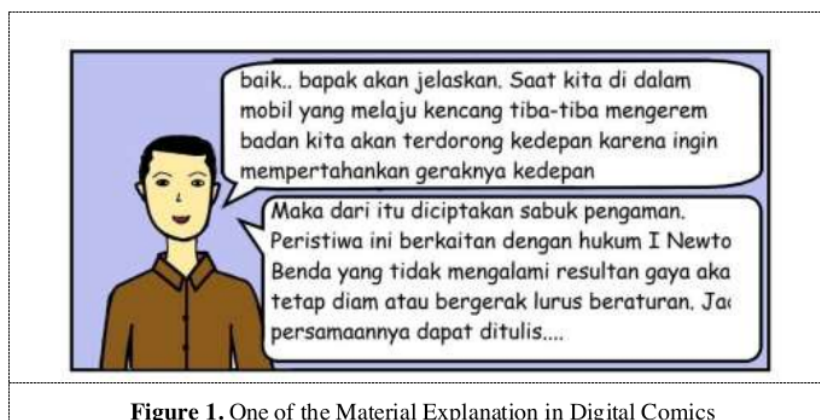 baik.. bapak akan jelaskan. Saat kita di dalam
mobil yang melaju kencang tiba-tiba mengerem
badan kita akan terdorong kedepan karena ingin
mempertahankan geraknya kedepan
Maka dari itu diciptakan sabuk pengaman.
Peristiwa ini berkaitan dengan hukum I Newto
Benda yang tidak mengalami resultan gaya aka
tetap diam atau bergerak lurus beraturan. Ja
persamaannya dapat ditulis....
Figure 1. One of the Material Explanation in Digital Comics